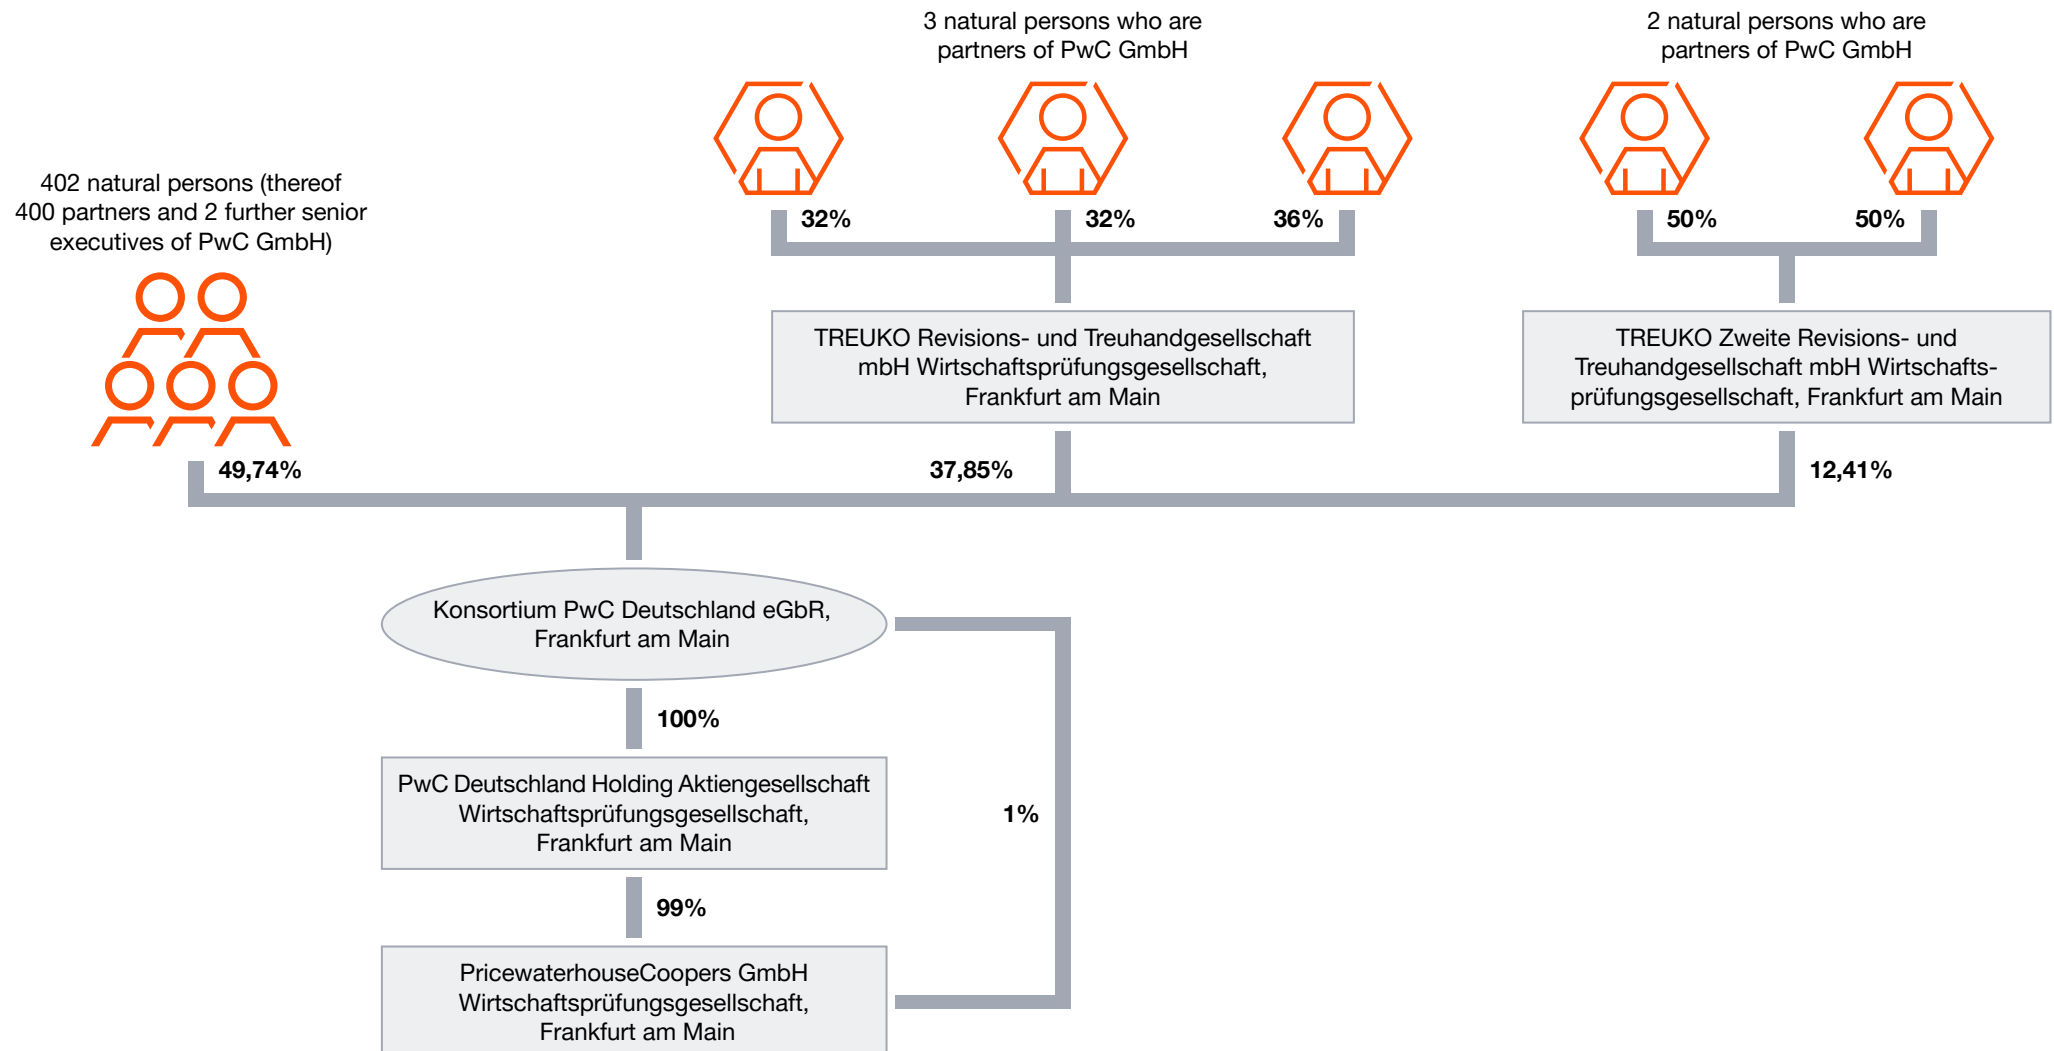 3 natural persons who are
partners of PwC GmbH
2 natural persons who are
partners of PwC GmbH
402 natural persons (thereof
400 partners and 2 further senior
executives of PwC GmbH)
32%
32%
36%
50%
50%
TREUKO Revisions- und Treuhandgesellschaft
mbH Wirtschaftsprüfungsgesellschaft,
Frankfurt am Main
TREUKO Zweite Revisions- und
Treuhandgesellschaft mbH Wirtschafts-
prüfungsgesellschaft, Frankfurt am Main
49,74%
37,85%
12,41%
Konsortium PwC Deutschland eGbR,
Frankfurt am Main
100%
PwC Deutschland Holding Aktiengesellschaft
Wirtschaftsprüfungsgesellschaft,
Frankfurt am Main
1%
99%
PricewaterhouseCoopers GmbH
Wirtschaftsprüfungsgesellschaft,
Frankfurt am Main